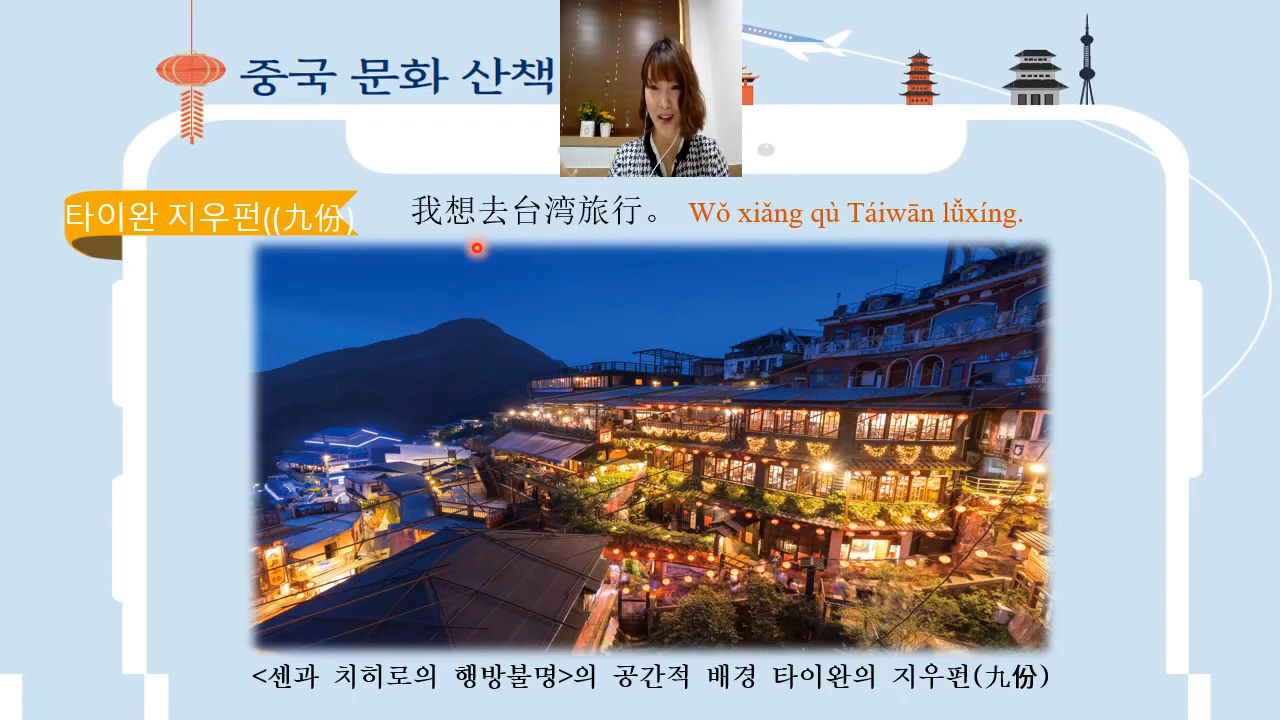 중국 문화 산책
타이완 지우펀((九份)
我想去台湾旅行。 Wǒ xiǎng qù Táiwān lǚxíng.
<센과 치히로의 행방불명>의 공간적 배경 타이완의 지우펀(九份)